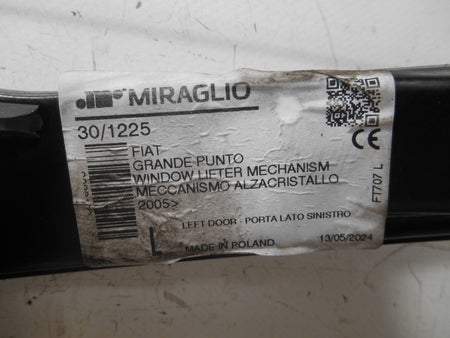 MIRAGLIO
30/1225
FIAT
GRANDE PUNTO
WINDOW LIFTER MECHANISM
MECCANISMO ALZACRISTALLO
2005>
LEFT DOOR - PORTA LATO SINISTRO
L
MADE IN POLAND
13/05/2024
CE
FT707 L